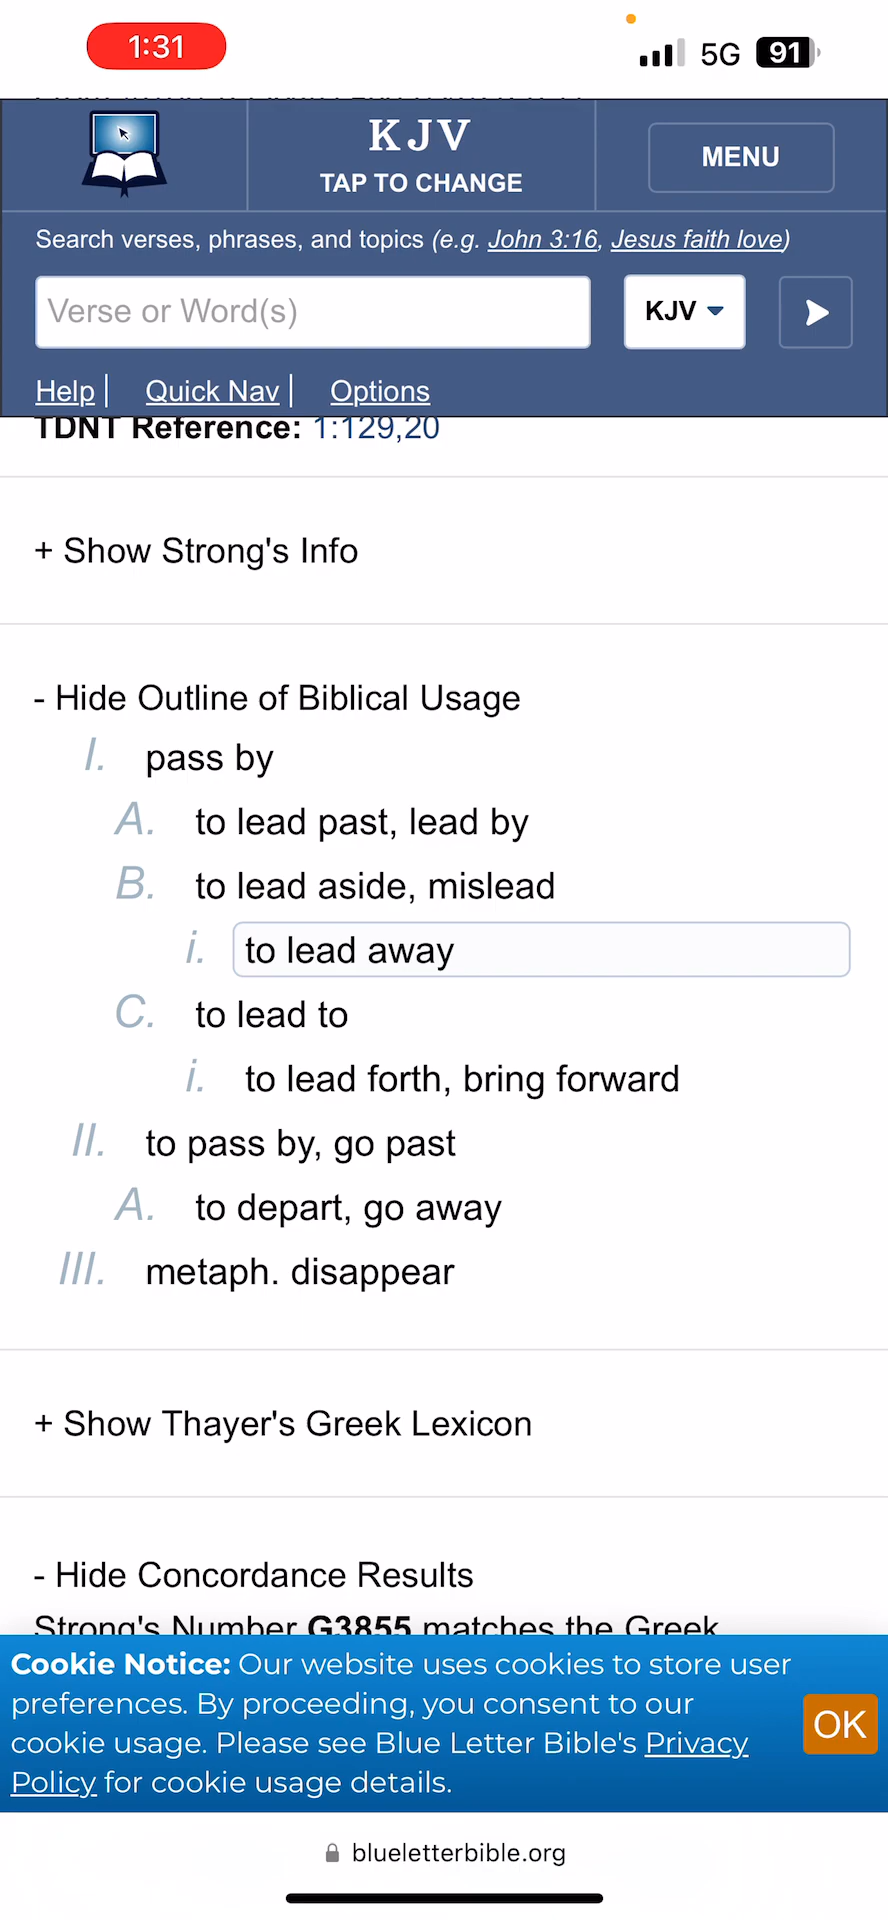 1:31
5G 91
KJV
TAP TO CHANGE
MENU
Search verses, phrases, and topics (e.g. John 3:16, Jesus faith love)
Verse or Word(s)
KJV
Help | Quick Nav | Options
TDNT Reference: 1:129,20
+ Show Strong's Info
- Hide Outline of Biblical Usage
I. pass by
A. to lead past, lead by
B. to lead aside, mislead
i. to lead away
C. to lead to
i. to lead forth, bring forward
II. to pass by, go past
A. to depart, go away
III. metaph. disappear
+ Show Thayer's Greek Lexicon
- Hide Concordance Results
Strong's Number G3855 matches the Greek
Cookie Notice: Our website uses cookies to store user
preferences. By proceeding, you consent to our
cookie usage. Please see Blue Letter Bible's Privacy
Policy for cookie usage details.
OK
blueletterbible.org